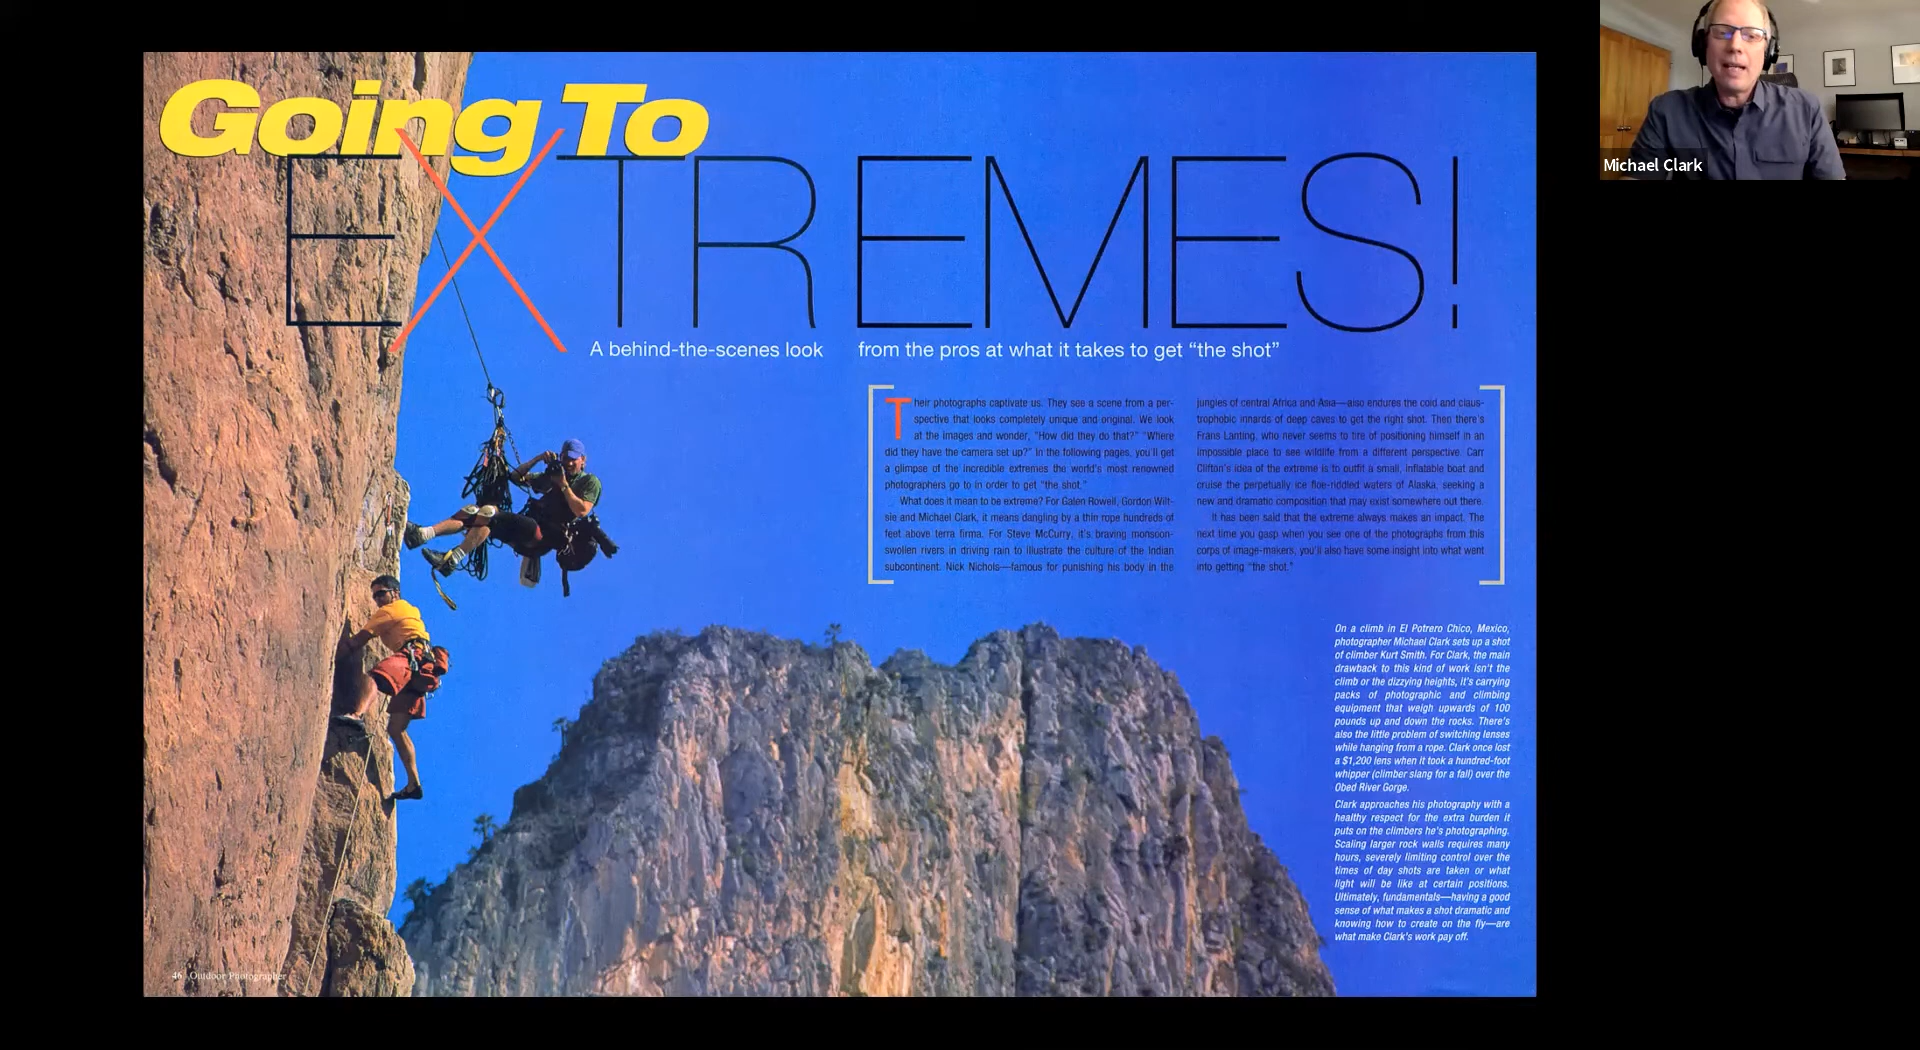 Going To
EXTREMES!
A behind-the-scenes look from the pros at what it takes to get “the shot”
Their photographs captivate us. They see a scene from a per-
spective that looks completely unique and original. We look
at the images and wonder, “How did they do that?” “Where
did they have the camera set up?” In the following pages, you’ll get
a glimpse of the incredible extremes the world’s most renowned
photographers go to in order to get “the shot.”
What does it mean to be extreme? For Galen Rowell, Gordon Wilt-
sie and Michael Clark, it means dangling by a thin rope hundreds of
feet above terra firma. For Steve McCurry, it’s braving monsoon-
swollen rivers in driving rain to illustrate the culture of the Indian
subcontinent. Nick Nichols—famous for punishing his body in the
jungles of central Africa and Asia—also endures the cold and claus-
trophobic innards of deep caves to get the right shot. Then there’s
Frans Lanting, who never seems to tire of positioning himself in an
impossible place to see wildlife from a different perspective. Carr
Clifton’s idea of the extreme is to outfit a small, inflatable boat and
cruise the perpetually ice floe-riddled waters of Alaska, seeking a
new and dramatic composition that may exist somewhere out there.
It has been said that the extreme always makes an impact. The
next time you gasp when you see one of the photographs from this
corps of image-makers, you’ll also have some insight into what went
into getting “the shot.”
On a climb in El Potrero Chico, Mexico,
photographer Michael Clark sets up a shot
of climber Kurt Smith. For Clark, the main
drawback to this kind of work isn’t the
climb or the dizzying heights, it’s carrying
packs of photographic and climbing
equipment that weigh upwards of 100
pounds up and down the rocks. There’s
also the little problem of switching lenses
while hanging from a rope. Clark once lost
a $1,200 lens when it took a hundred-foot
whipper (climber slang for a fall) over the
Obed River Gorge.
Clark approaches his photography with a
healthy respect for the extra burden it
puts on the climbers he’s photographing.
Scaling larger rock walls requires many
hours, severely limiting control over the
times of day shots are taken or what
light will be like at certain positions.
Ultimately, fundamentals—having a good
sense of what makes a shot dramatic and
knowing how to create on the fly—are
what make Clark’s work pay off.
46 Outdoor Photographer
Michael Clark